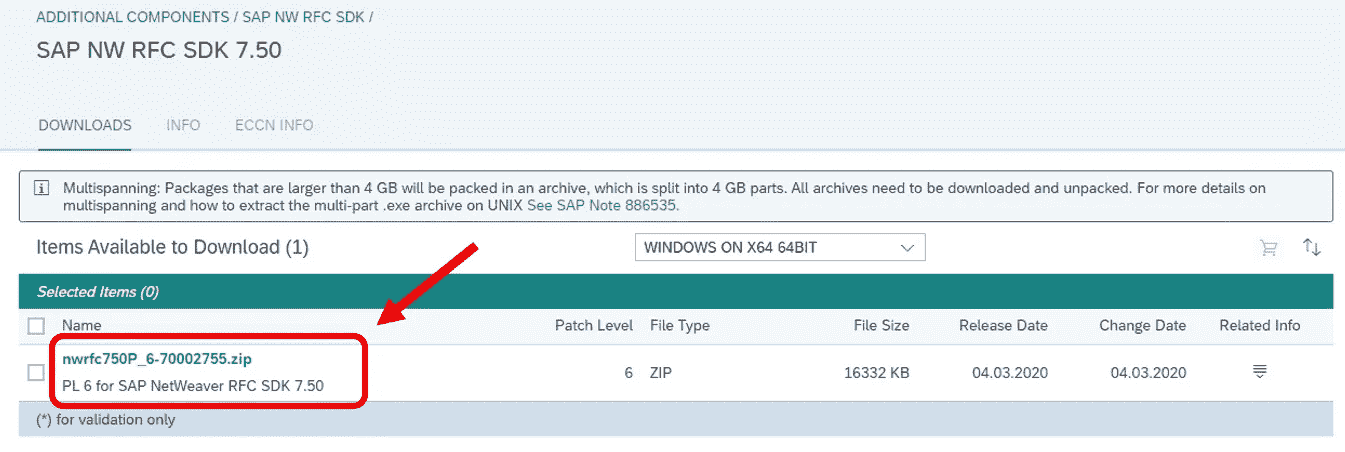 ADDITIONAL COMPONENTS / SAP NW RFC SDK /
SAP NW RFC SDK 7.50
DOWNLOADS INFO ECCN INFO
Multispanning: Packages that are larger than 4 GB will be packed in an archive, which is split into 4 GB parts. All archives need to be downloaded and unpacked. For more details on
multispanning and how to extract the multi-part .exe archive on UNIX See SAP Note 886535.
Items Available to Download (1) WINDOWS ON X64 64BIT
Selected Items (0)
Name Patch Level File Type File Size Release Date Change Date Related Info
nwrfc750P_6-70002755.zip
6 ZIP 16332 KB 04.03.2020 04.03.2020
PL 6 for SAP NetWeaver RFC SDK 7.50
(*) for validation only